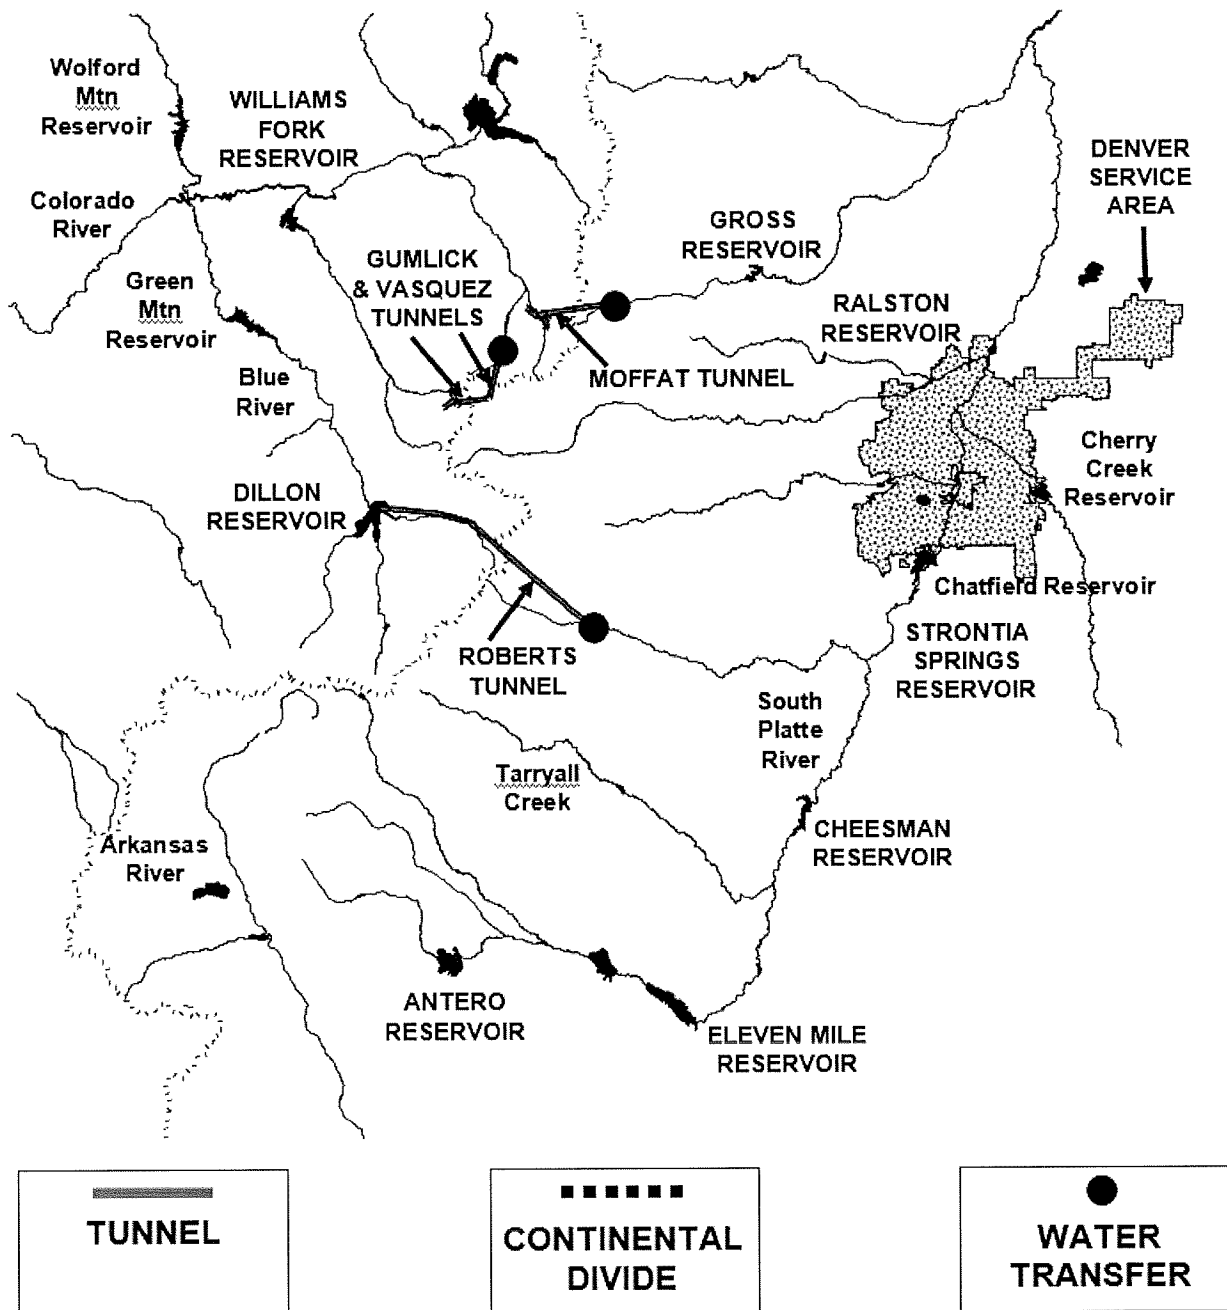 Wolford
Mtn
Reservoir
WILLIAMS
FORK
RESERVOIR
DENVER
SERVICE
AREA
Colorado
River
GROSS
RESERVOIR
GUMLICK
& VASQUEZ
TUNNELS
Green
Mtn
Reservoir
RALSTON
RESERVOIR
MOFFAT TUNNEL
Blue
River
Cherry
Creek
Reservoir
DILLON
RESERVOIR
Chatfield Reservoir
STRONTIA
SPRINGS
RESERVOIR
ROBERTS
TUNNEL
South
Platte
River
Tarryall
Creek
CHEESMAN
RESERVOIR
Arkansas
River
ANTERO
RESERVOIR
ELEVEN MILE
RESERVOIR
TUNNEL
CONTINENTAL
DIVIDE
WATER
TRANSFER